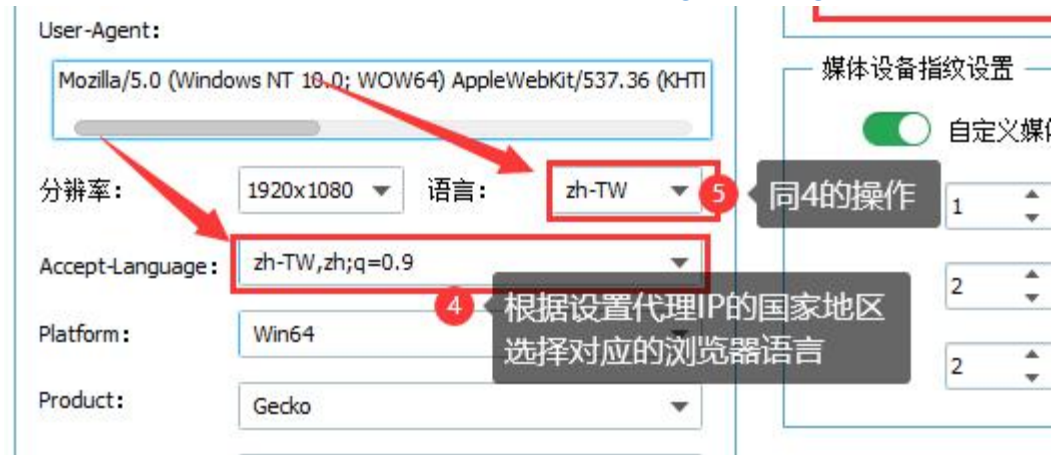 User-Agent:
Mozilla/5.0 (Windows NT 10.0; WOW64) AppleWebKit/537.36 (KHTI
媒体设备指纹设置
自定义媒体
分辨率: 1920x1080 语言: zh-TW
5 同4的操作
1
Accept-Language: zh-TW,zh;q=0.9
4 根据设置代理IP的国家地区
选择对应的浏览器语言
2
Platform: Win64
2
Product: Gecko